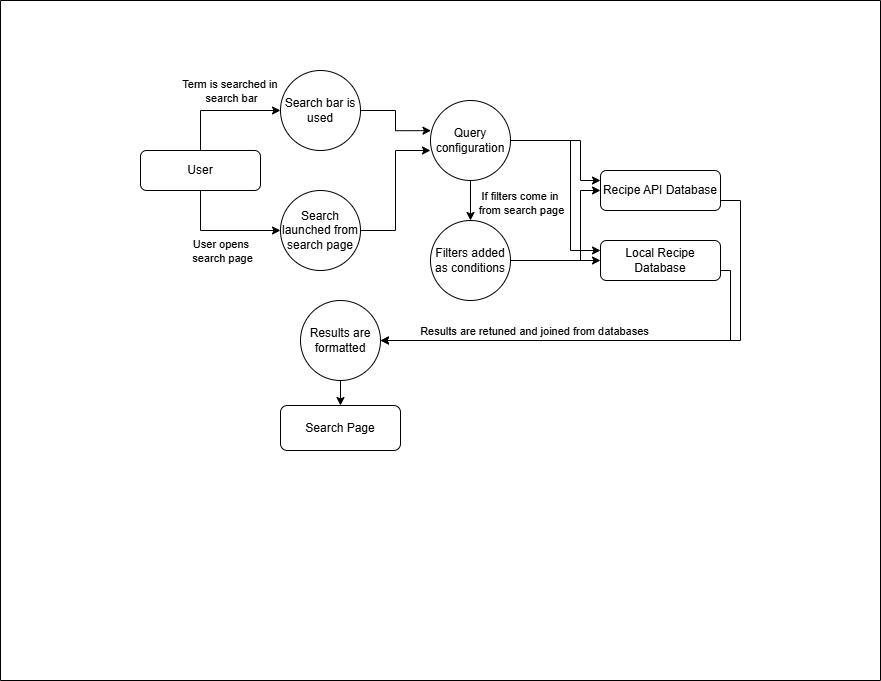 Term is searched in
search bar
Search bar is
used
User
Query
configuration
Search
launched from
search page
User opens
search page
If filters come in
from search page
Recipe API Database
Filters added
as conditions
Local Recipe
Database
Results are
formatted
Results are retuned and joined from databases
Search Page